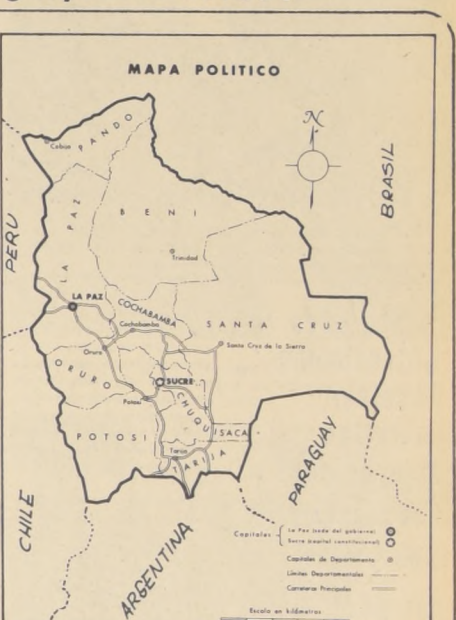 MAPA POLITICO
N
BRASIL
PERU
Cobija
PANDO
LA PAZ
BENI
Trinidad
LA PAZ
COCHABAMBA
Cochabamba
SANTA CRUZ
Santa Cruz de la Sierra
Oruro
ORURO
SUCRE
Potosi
CHUQUISACA
POTOSI
Tarija
TARIJA
CHILE
ARGENTINA
PARAGUAY
Capitales
La Paz (sede del gobierno)
Sucre (capital constitucional)
Capitales de Departamento
Límites Departamentales
Carreteras Principales
Escala en kilómetros